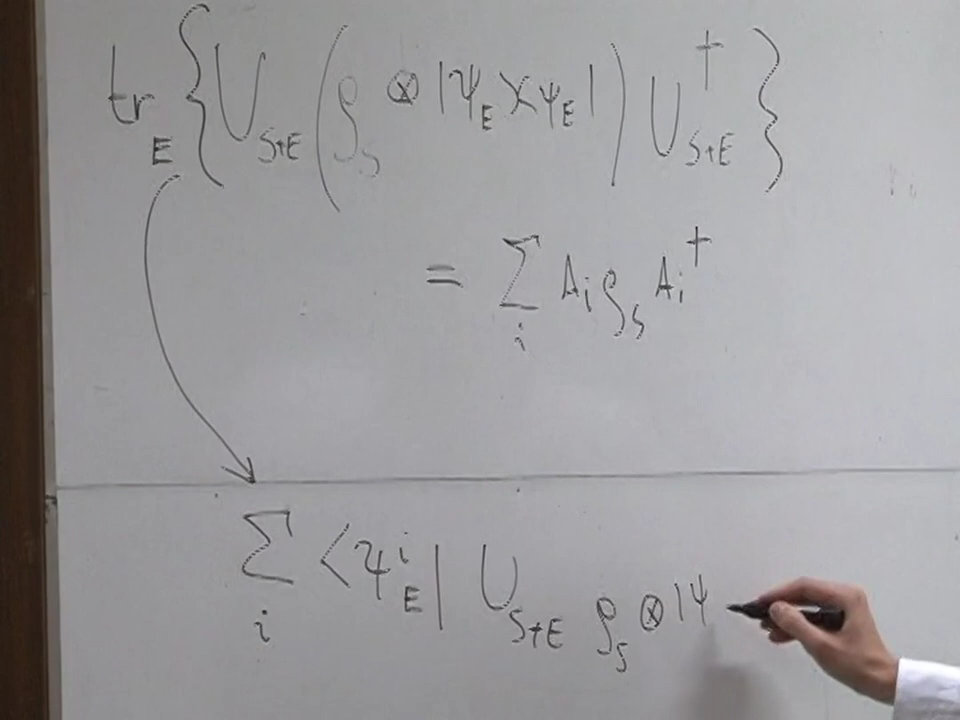 tr_E { U_{S+E} ( ρ_S ⊗ |ψ_E⟩⟨ψ_E| ) U_{S+E}^† }
= Σ_i A_i ρ_S A_i^†
Σ_i ⟨ψ_E^i| U_{S+E} ρ_S ⊗ |ψ